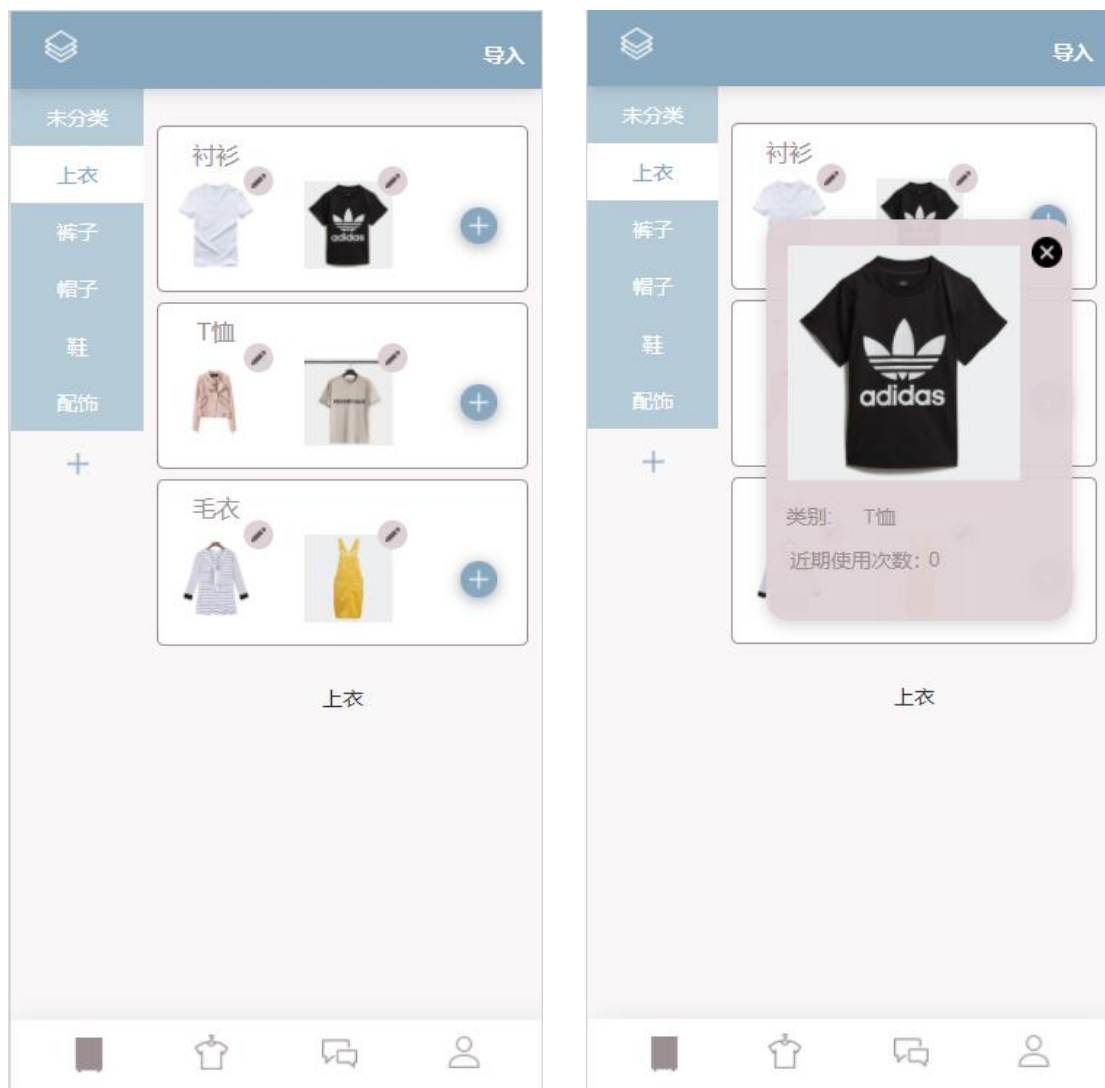 导入
未分类
上衣
裤子
帽子
鞋
配饰
衬衫
adidas
T恤
毛衣
上衣
导入
未分类
上衣
裤子
帽子
鞋
配饰
衬衫
adidas
类别: T恤
近期使用次数: 0
上衣